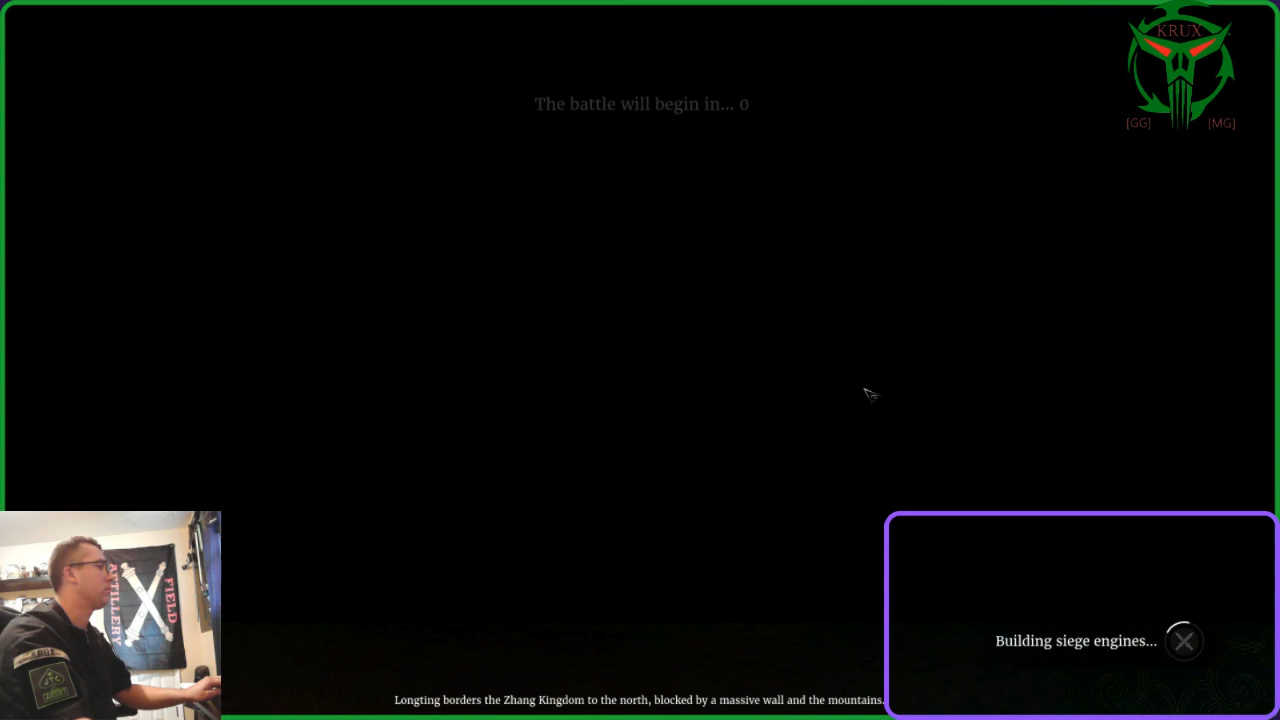 KRUX
[GG] [MG]
The battle will begin in... 0
FIELD
ARTILLERY
Building siege engines...
Longting borders the Zhang Kingdom to the north, blocked by a massive wall and the mountains.